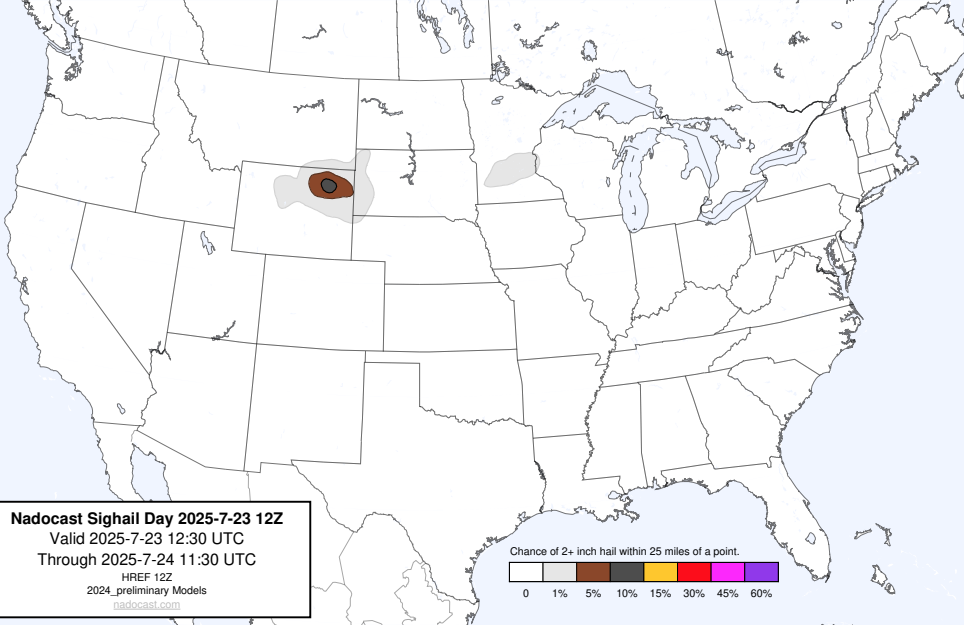 Nadocast Sighail Day 2025-7-23 12Z
Valid 2025-7-23 12:30 UTC
Through 2025-7-24 11:30 UTC
HREF 12Z
2024_preliminary Models
nadocast.com
Chance of 2+ inch hail within 25 miles of a point.
0 1% 5% 10% 15% 30% 45% 60%